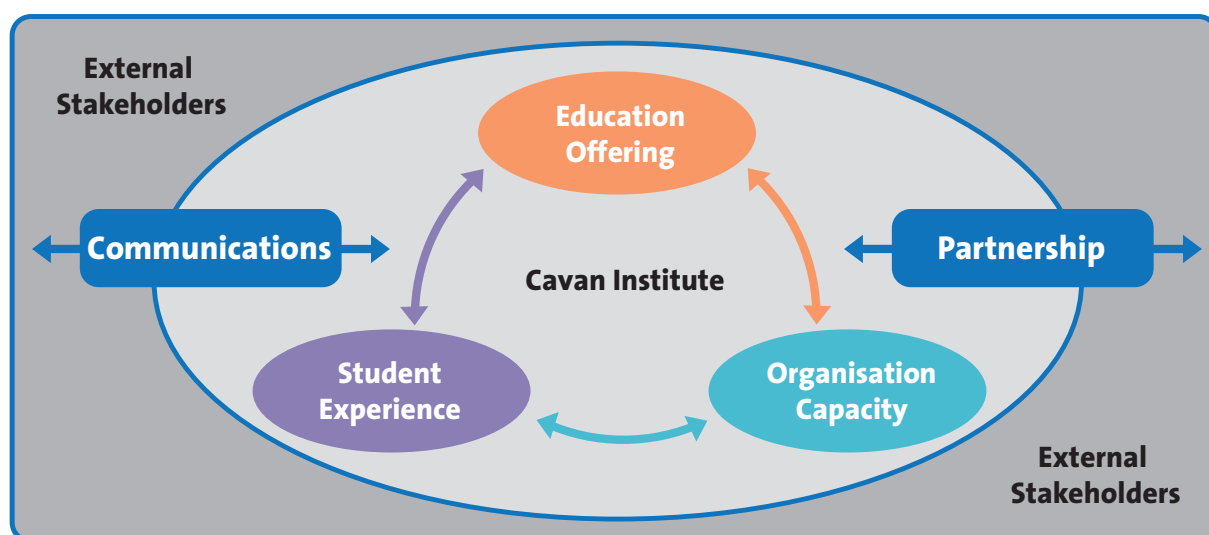 External
Stakeholders
Education
Offering
Communications
Partnership
Cavan Institute
Student
Experience
Organisation
Capacity
External
Stakeholders